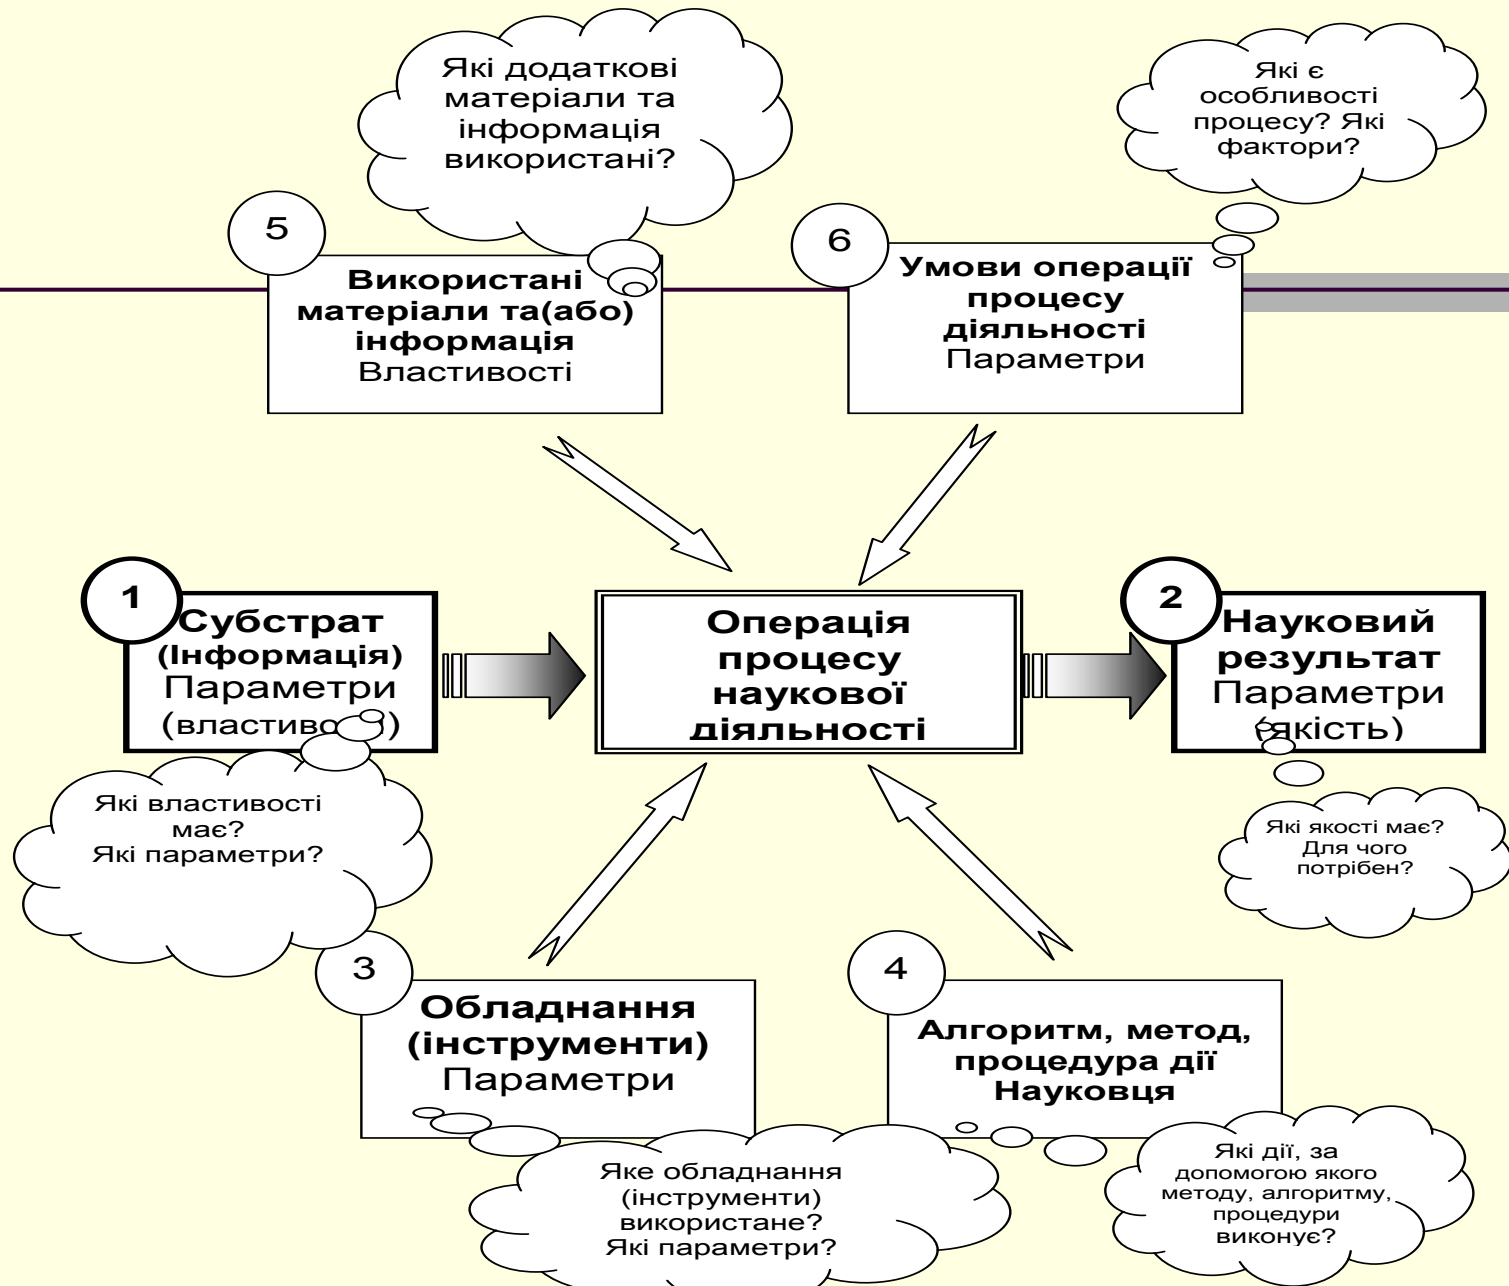 Які додаткові
матеріали та
інформація
використані?
Які є
особливості
процесу? Які
фактори?
5
Використані
матеріали та(або)
інформація
Властивості
6
Умови операції
процесу
діяльності
Параметри
1
Субстрат
(Інформація)
Параметри
Операція
процесу
наукової
діяльності
2
Науковий
результат
Параметри
(якість)
Які властивості
має?
Які параметри?
Які якості має?
Для чого
потрібен?
3
Обладнання
(інструменти)
Параметри
4
Алгоритм, метод,
процедура дії
Науковця
Яке обладнання
(інструменти)
використане?
Які параметри?
Які дії, за
допомогою якого
методу, алгоритму,
процедури
виконує?